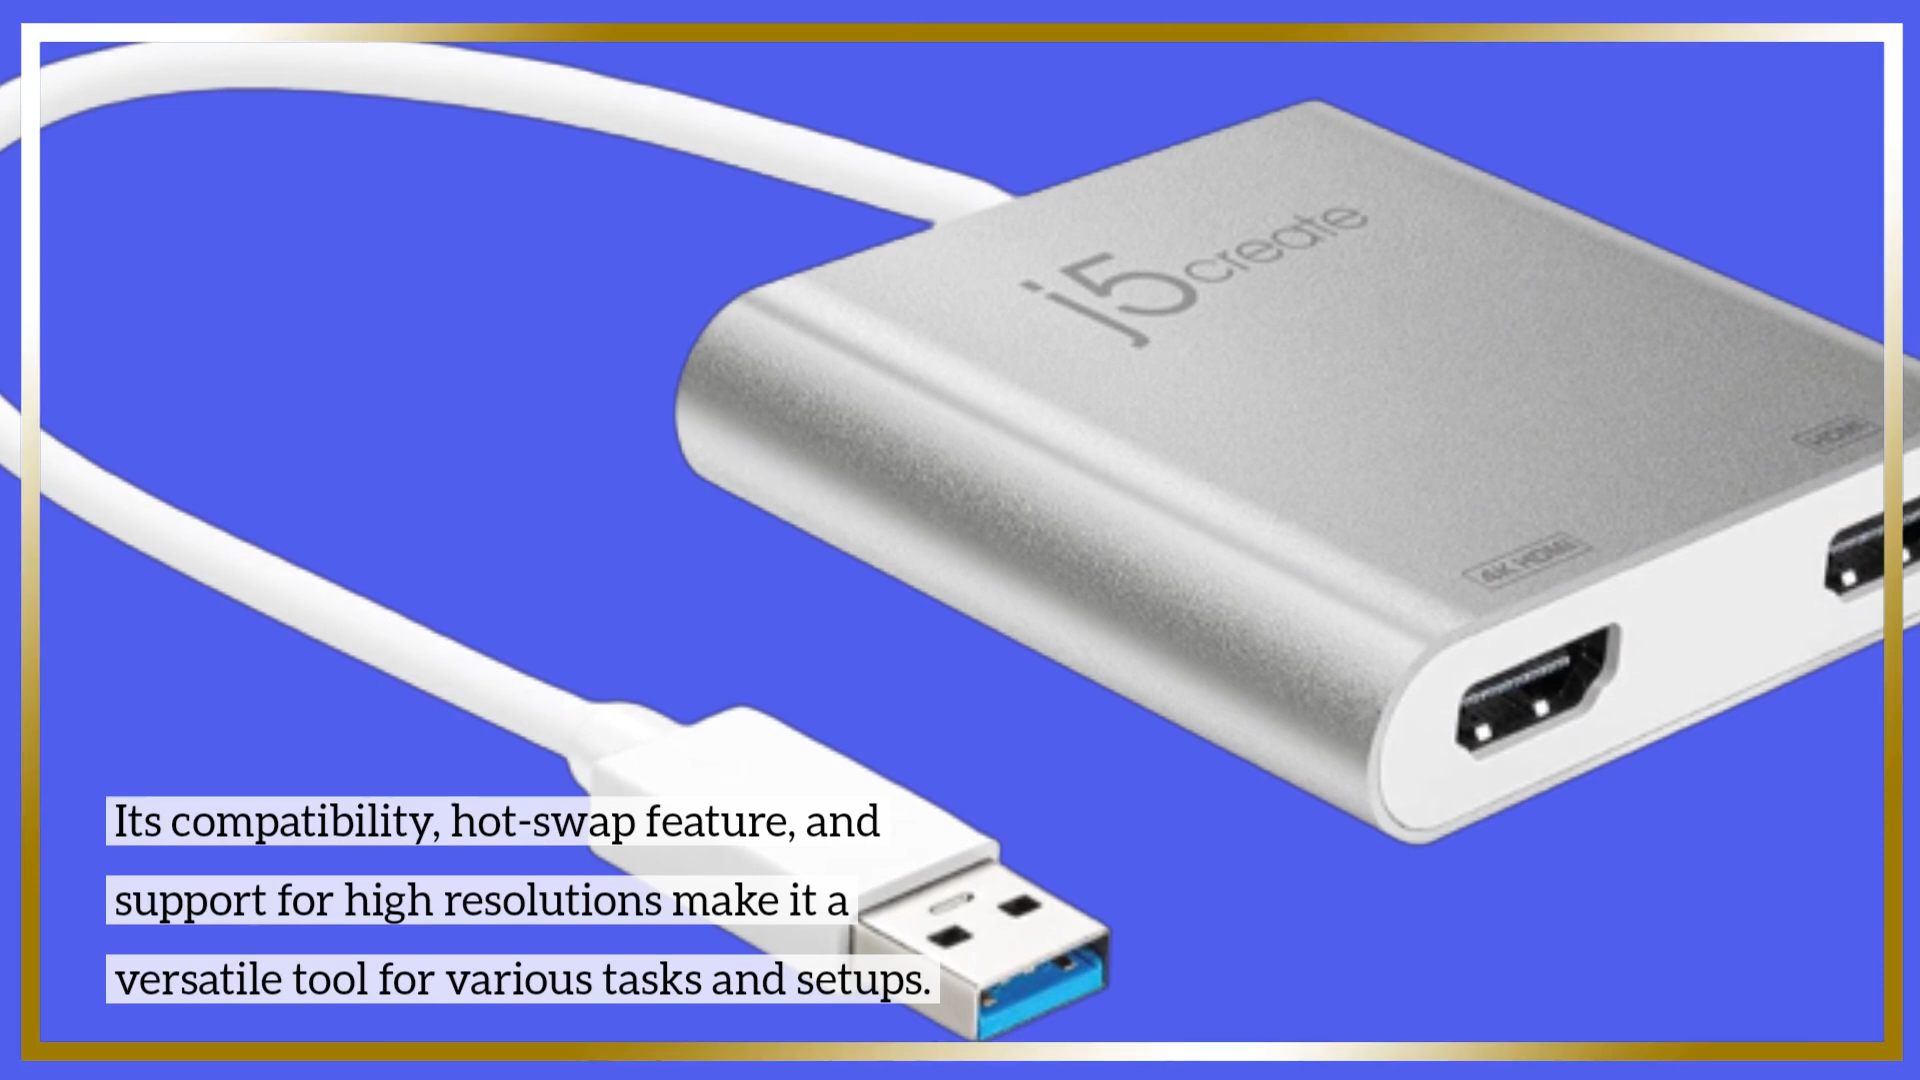 j5create
HDMI
4K HDMI
Its compatibility, hot-swap feature, and
support for high resolutions make it a
versatile tool for various tasks and setups.